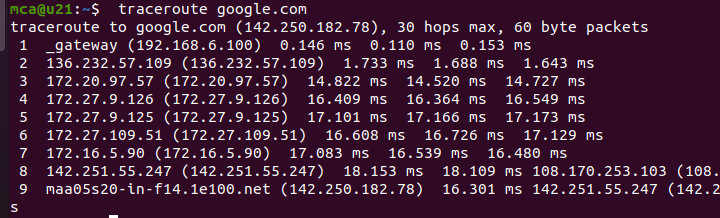 mca@u21:~$  traceroute google.com
traceroute to google.com (142.250.182.78), 30 hops max, 60 byte packets
 1  _gateway (192.168.6.100)  0.146 ms  0.110 ms  0.153 ms
 2  136.232.57.109 (136.232.57.109)  1.733 ms  1.688 ms  1.643 ms
 3  172.20.97.57 (172.20.97.57)  14.822 ms  14.520 ms  14.727 ms
 4  172.27.9.126 (172.27.9.126)  16.409 ms  16.364 ms  16.549 ms
 5  172.27.9.125 (172.27.9.125)  17.101 ms  17.166 ms  17.173 ms
 6  172.27.109.51 (172.27.109.51)  16.608 ms  16.726 ms  17.129 ms
 7  172.16.5.90 (172.16.5.90)  17.083 ms  16.539 ms  16.480 ms
 8  142.251.55.247 (142.251.55.247)  18.153 ms  18.109 ms 108.170.253.103 (108.
 9  maa05s20-in-f14.1e100.net (142.250.182.78)  16.301 ms 142.251.55.247 (142.2
s